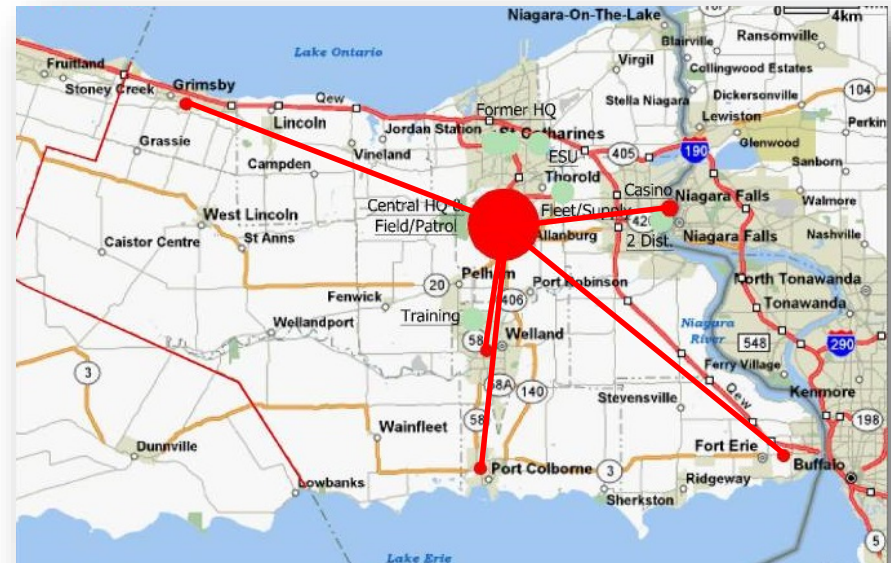 Niagara-On-The-Lake
0
4km
Ransomville
Blairville
Lake Ontario
Virgil
Collingwood Estates
Fruitland
Stoney Creek
Grimsby
Stella Niagara
Dickersonville
104
Qew
Former HQ
Lewiston
Lincoln
Jordan Station
St Catharines
Perkin
Grassie
Vineland
405
190
Glenwood
ESU
Sanborn
Campden
Thorold
Casino
Niagara Falls
Walmore
Central HQ &
Fleet/Supply
West Lincoln
Field/Patrol
Allanburg
420
Niagara Falls
Nashville
Caistor Centre
St Anns
2 Dist.
Pelham
Port Robinson
North Tonawanda
20
Fenwick
406
Tonawanda
Wellandport
Training
Niagara
River
58
Welland
548
290
3
Ferry Village
58A
140
Qew
Kenmore
Stevensville
Wainfleet
58
198
Dunnville
Fort Erie
Port Colborne
3
Buffalo
Lowbanks
Ridgeway
Sherkston
5
Lake Erie